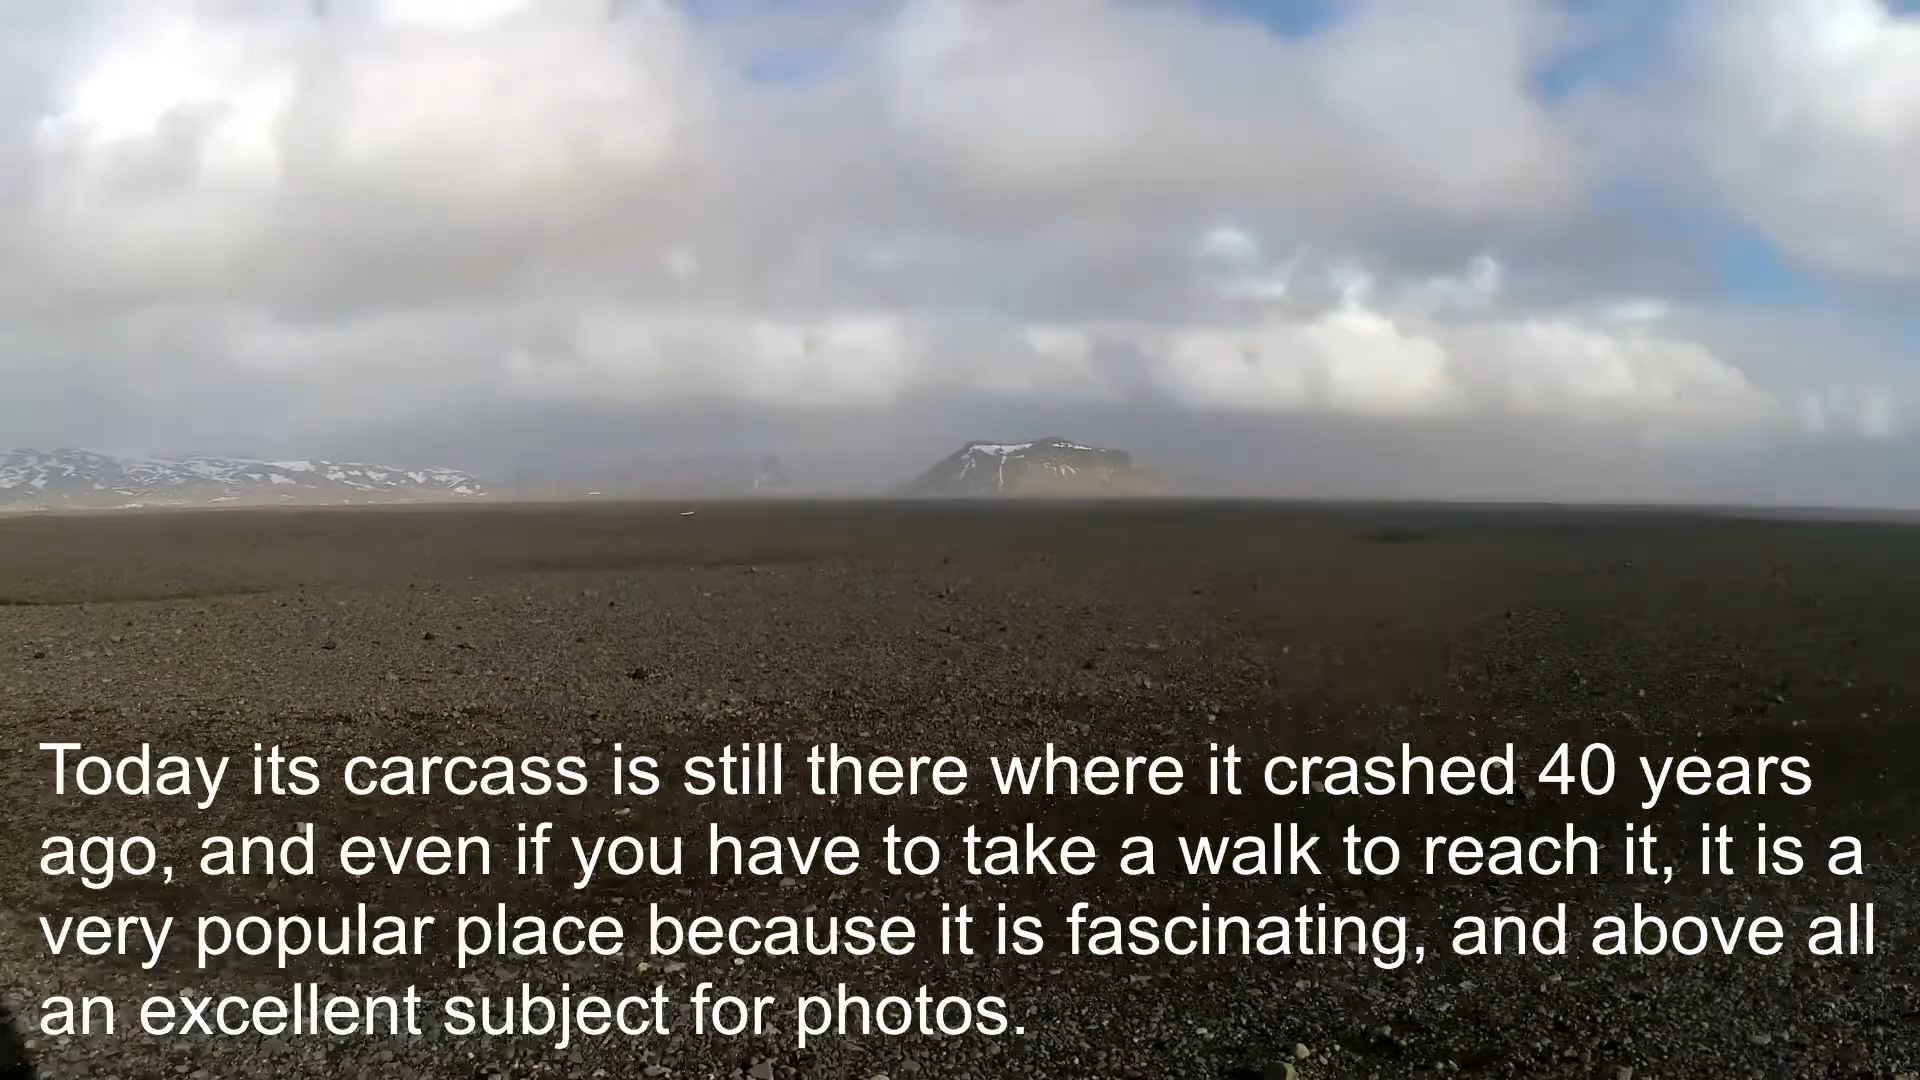 Today its carcass is still there where it crashed 40 years
ago, and even if you have to take a walk to reach it, it is a
very popular place because it is fascinating, and above all
an excellent subject for photos.